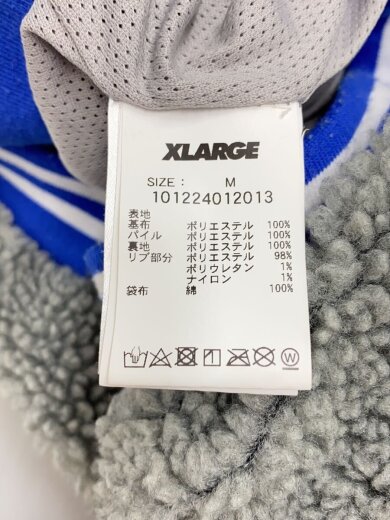 XLARGE
SIZE : M
101224012013
表地
基布 ポリエステル 100%
パイル ポリエステル 100%
裏地 ポリエステル 100%
リブ部分 ポリエステル 98%
ポリウレタン 1%
ナイロン 1%
袋布 綿 100%
W